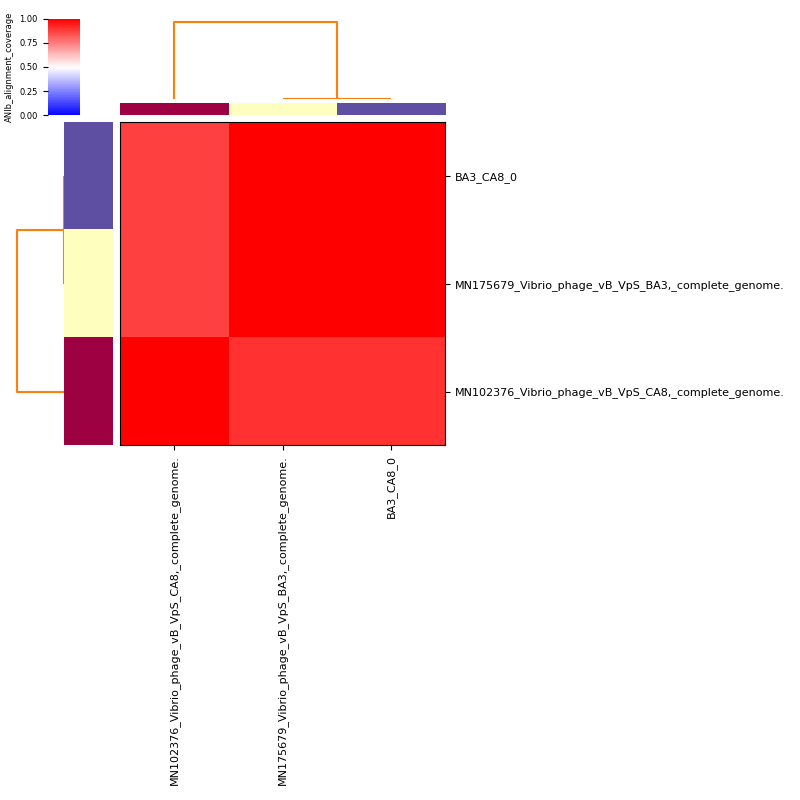 ANIb_alignment_coverage
1.00
0.75
0.50
0.25
0.00
BA3_CA8_0
MN175679_Vibrio_phage_vB_VpS_BA3,_complete_genome.
MN102376_Vibrio_phage_vB_VpS_CA8,_complete_genome.
MN102376_Vibrio_phage_vB_VpS_CA8,_complete_genome.
MN175679_Vibrio_phage_vB_VpS_BA3,_complete_genome.
BA3_CA8_0